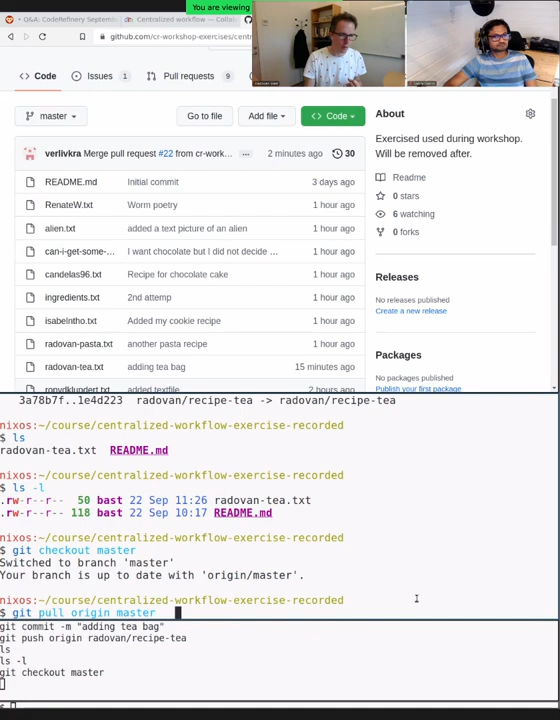 You are viewing
Q&A: CodeRefinery Septemb
Centralized workflow — Collab
github.com/cr-workshop-exercises/centr
Code
Issues 1
Pull requests 9
master
Go to file
Add file
Code
verlivkra Merge pull request #22 from cr-work... ... 2 minutes ago 30
README.md Initial commit 3 days ago
RenateW.txt Worm poetry 1 hour ago
alien.txt added a text picture of an alien 1 hour ago
can-i-get-some-... I want chocolate but I did not decide ... 1 hour ago
candelas96.txt Recipe for chocolate cake 1 hour ago
ingredients.txt 2nd attemp 1 hour ago
isabelntho.txt Added my cookie recipe 1 hour ago
radovan-pasta.txt another pasta recipe 1 hour ago
radovan-tea.txt adding tea bag 15 minutes ago
added textfile 2 hours ago
About
Exercised used during workshop.
Will be removed after.
Readme
0 stars
6 watching
0 forks
Releases
No releases published
Create a new release
Packages
No packages published
Publish your first package
3a78b7f..1e4d223 radovan/recipe-tea -> radovan/recipe-tea
nixos:~/course/centralized-workflow-exercise-recorded
$ ls
radovan-tea.txt README.md
nixos:~/course/centralized-workflow-exercise-recorded
$ ls -l
.rw-r--r-- 50 bast 22 Sep 11:26 radovan-tea.txt
.rw-r--r-- 118 bast 22 Sep 10:17 README.md
nixos:~/course/centralized-workflow-exercise-recorded
$ git checkout master
Switched to branch 'master'
Your branch is up to date with 'origin/master'.
nixos:~/course/centralized-workflow-exercise-recorded
$ git pull origin master
git commit -m "adding tea bag"
git push origin radovan/recipe-tea
ls
ls -l
git checkout master